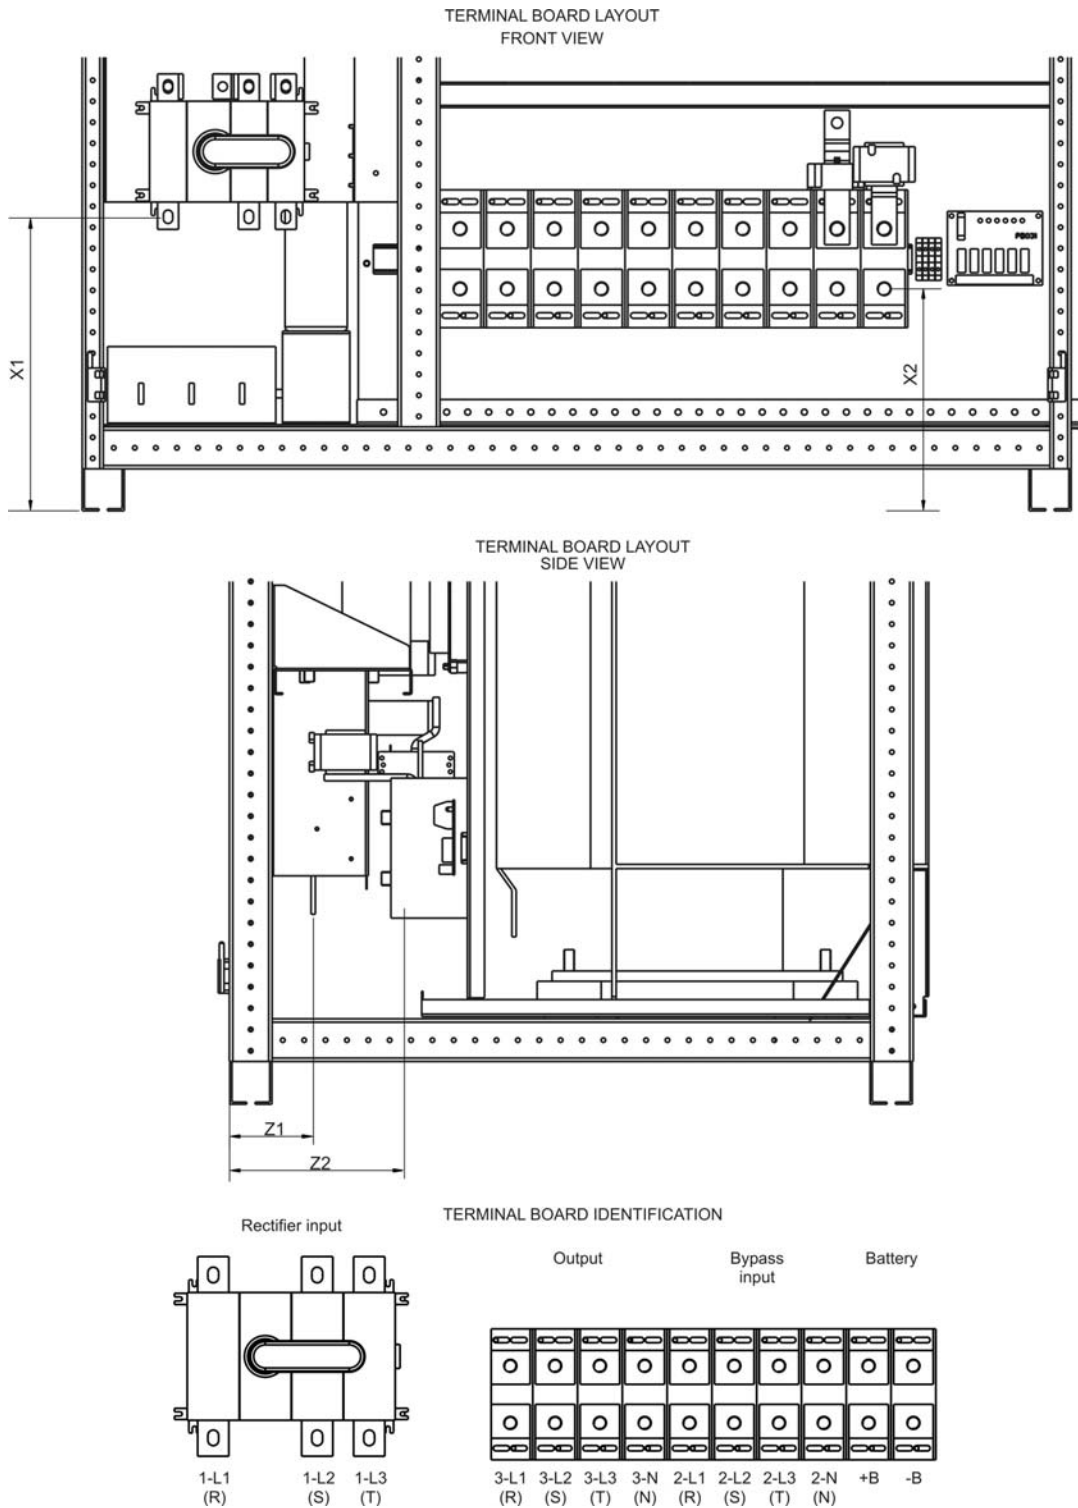 TERMINAL BOARD LAYOUT
FRONT VIEW
X1
X2
TERMINAL BOARD LAYOUT
SIDE VIEW
Z1
Z2
TERMINAL BOARD IDENTIFICATION
Rectifier input
Output
Bypass
input
Battery
1-L1 1-L2 1-L3
(R) (S) (T)
3-L1 3-L2 3-L3 3-N 2-L1 2-L2 2-L3 2-N +B -B
(R) (S) (T) (N) (R) (S) (T) (N)